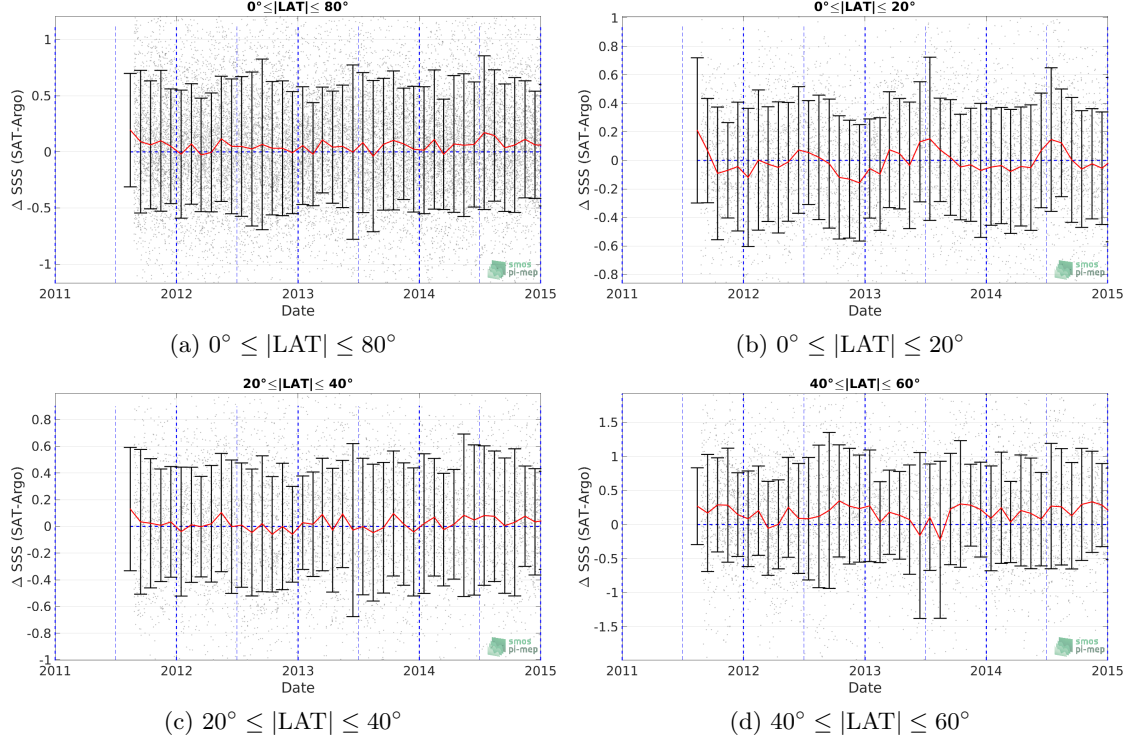 0°≤|LAT|≤ 80°
Δ SSS (SAT-Argo)
1
0.5
0
-0.5
-1
2011 2012 2013 2014 2015
Date
smos
pi-mep
(a) 0° ≤ |LAT| ≤ 80°
0°≤|LAT|≤ 20°
Δ SSS (SAT-Argo)
1
0.8
0.6
0.4
0.2
0
-0.2
-0.4
-0.6
-0.8
2011 2012 2013 2014 2015
Date
smos
pi-mep
(b) 0° ≤ |LAT| ≤ 20°
20°≤|LAT|≤ 40°
Δ SSS (SAT-Argo)
0.8
0.6
0.4
0.2
0
-0.2
-0.4
-0.6
-0.8
-1
2011 2012 2013 2014 2015
Date
smos
pi-mep
(c) 20° ≤ |LAT| ≤ 40°
40°≤|LAT|≤ 60°
Δ SSS (SAT-Argo)
1.5
1
0.5
0
-0.5
-1
-1.5
2011 2012 2013 2014 2015
Date
smos
pi-mep
(d) 40° ≤ |LAT| ≤ 60°